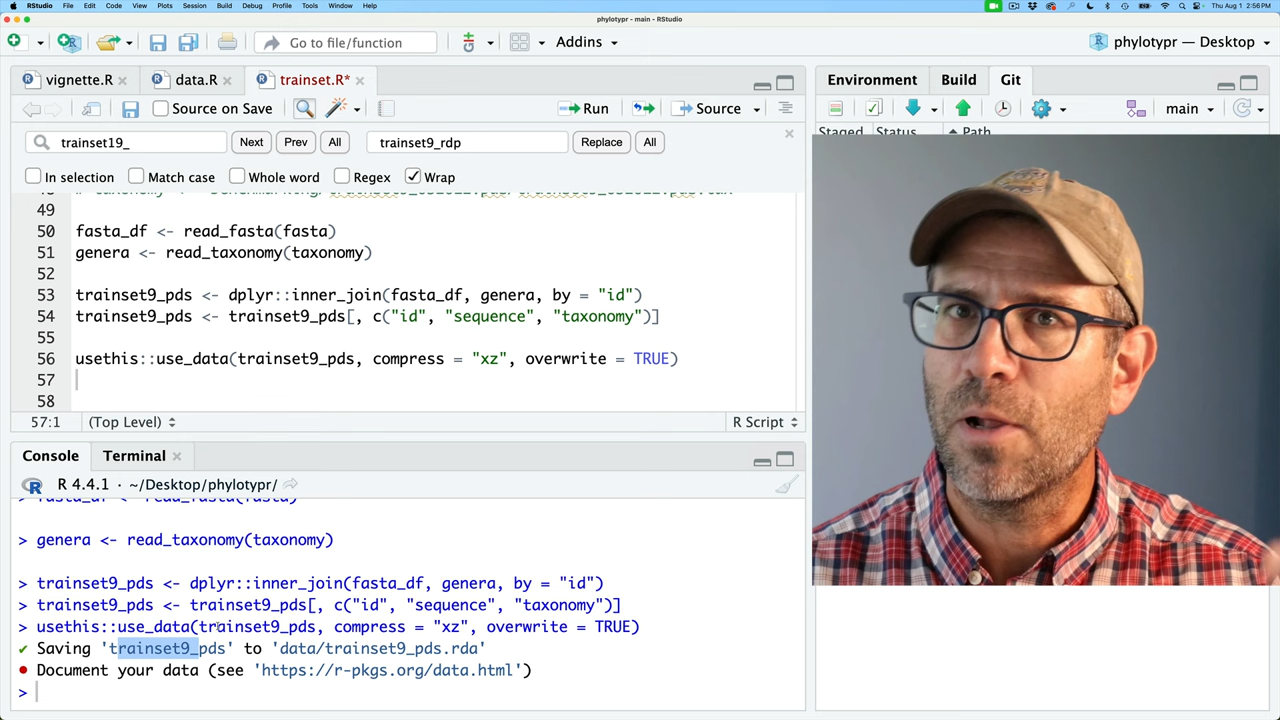 RStudio File Edit Code View Plots Session Build Debug Profile Tools Window Help Thu Aug 1 2:56 PM
phylotypr - main - RStudio
Go to file/function Addins phylotypr — Desktop
vignette.R data.R trainset.R*
Source on Save Run Source
trainset19_ Next Prev All trainset9_rdp Replace All
In selection Match case Whole word Regex Wrap
49
50 fasta_df <- read_fasta(fasta)
51 genera <- read_taxonomy(taxonomy)
52
53 trainset9_pds <- dplyr::inner_join(fasta_df, genera, by = "id")
54 trainset9_pds <- trainset9_pds[, c("id", "sequence", "taxonomy")]
55
56 usethis::use_data(trainset9_pds, compress = "xz", overwrite = TRUE)
57
58
57:1 (Top Level) R Script
Console Terminal
R 4.4.1 · ~/Desktop/phylotypr/
> fasta_df <- read_fasta(fasta)
> genera <- read_taxonomy(taxonomy)
> trainset9_pds <- dplyr::inner_join(fasta_df, genera, by = "id")
> trainset9_pds <- trainset9_pds[, c("id", "sequence", "taxonomy")]
> usethis::use_data(trainset9_pds, compress = "xz", overwrite = TRUE)
✔ Saving 'trainset9_pds' to 'data/trainset9_pds.rda'
● Document your data (see 'https://r-pkgs.org/data.html')
>
Environment Build Git
main
Staged Status Path